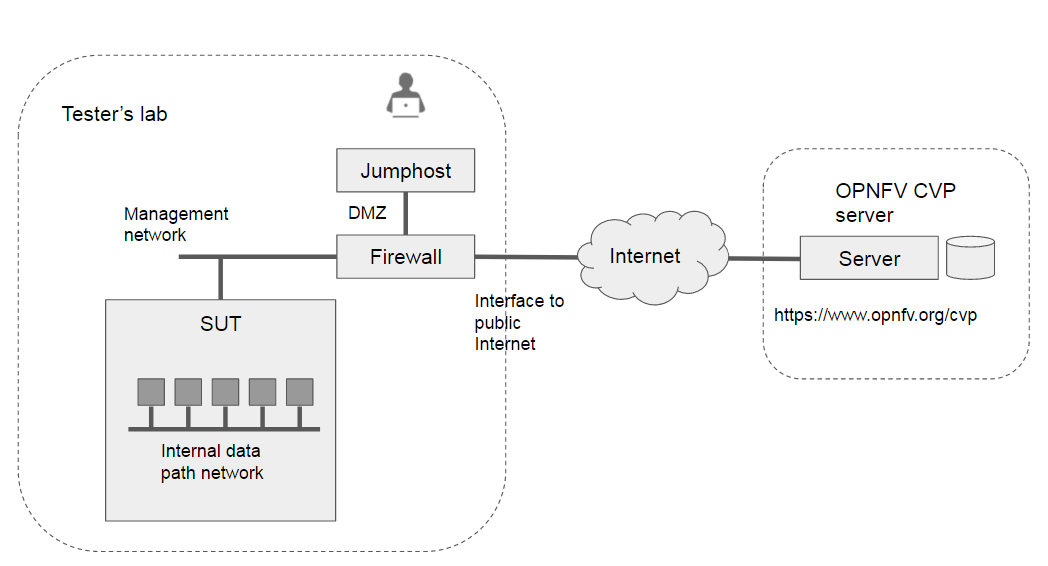 Tester’s lab
Jumphost
DMZ
Management
network
Firewall
Interface to
public
Internet
SUT
Internal data
path network
Internet
OPNFV CVP
server
Server
https://www.opnfv.org/cvp